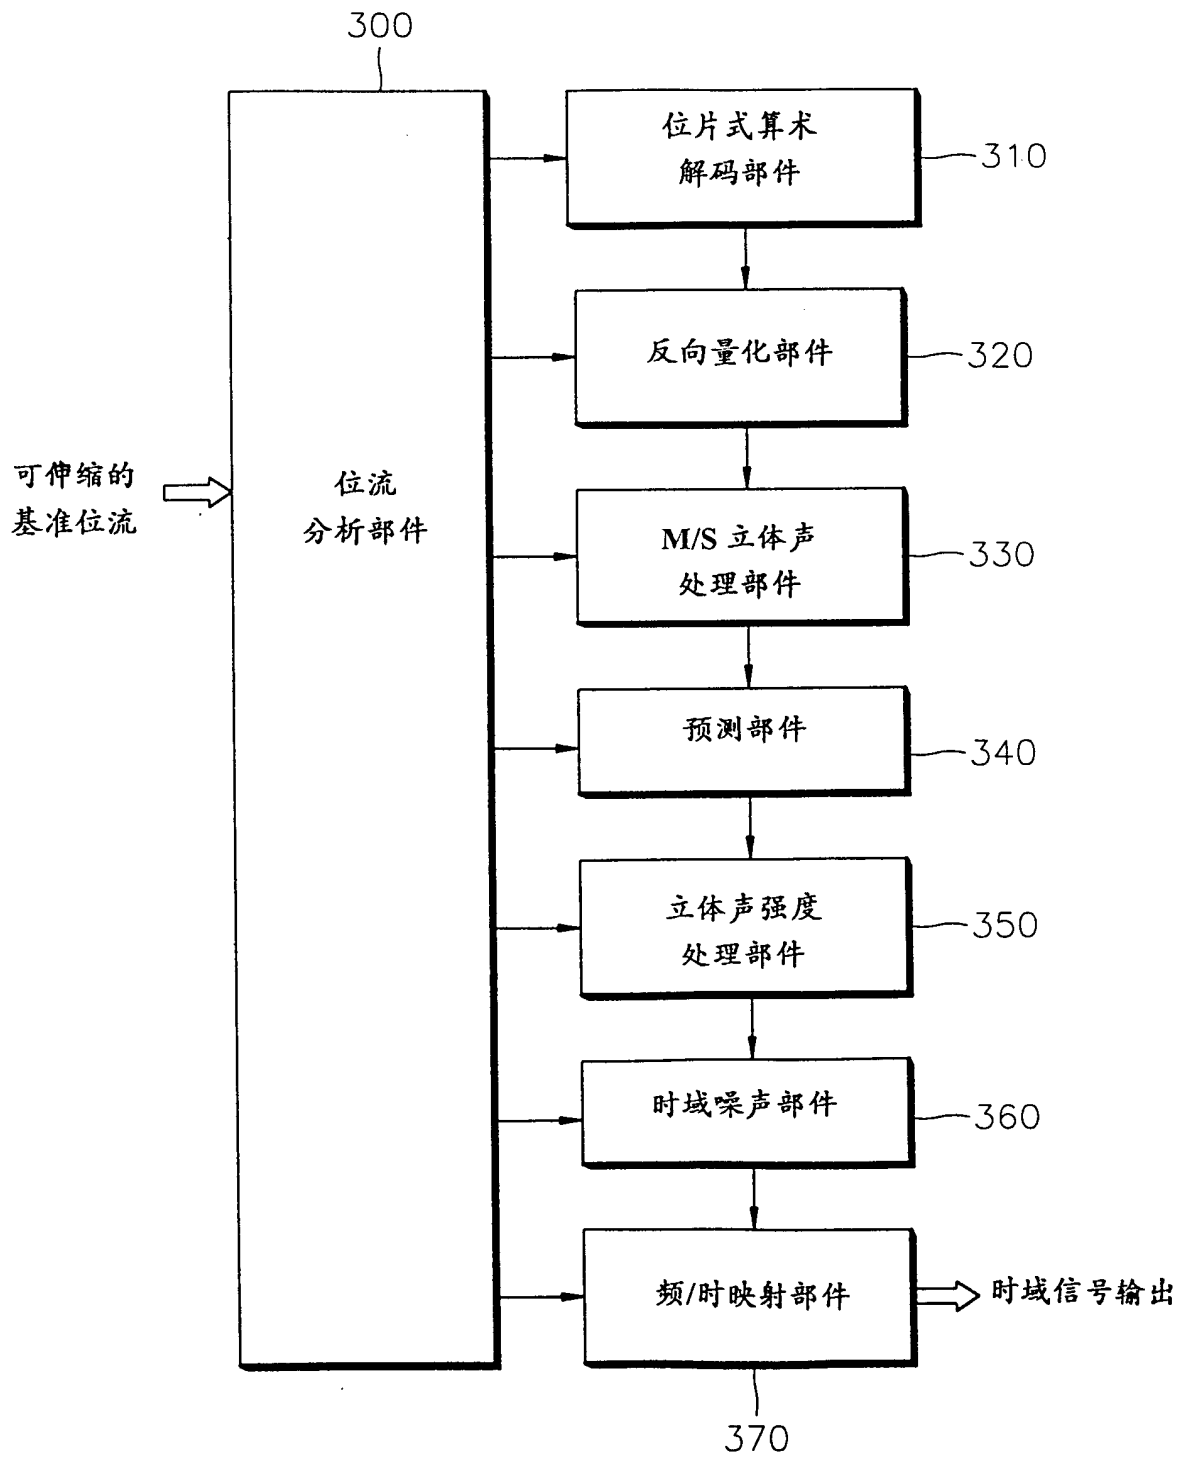 300
位片式算术
解码部件
310
反向量化部件
320
可伸缩的
基准位流
位流
分析部件
M/S 立体声
处理部件
330
预测部件
340
立体声强度
处理部件
350
时域噪声部件
360
频/时映射部件
时域信号输出
370